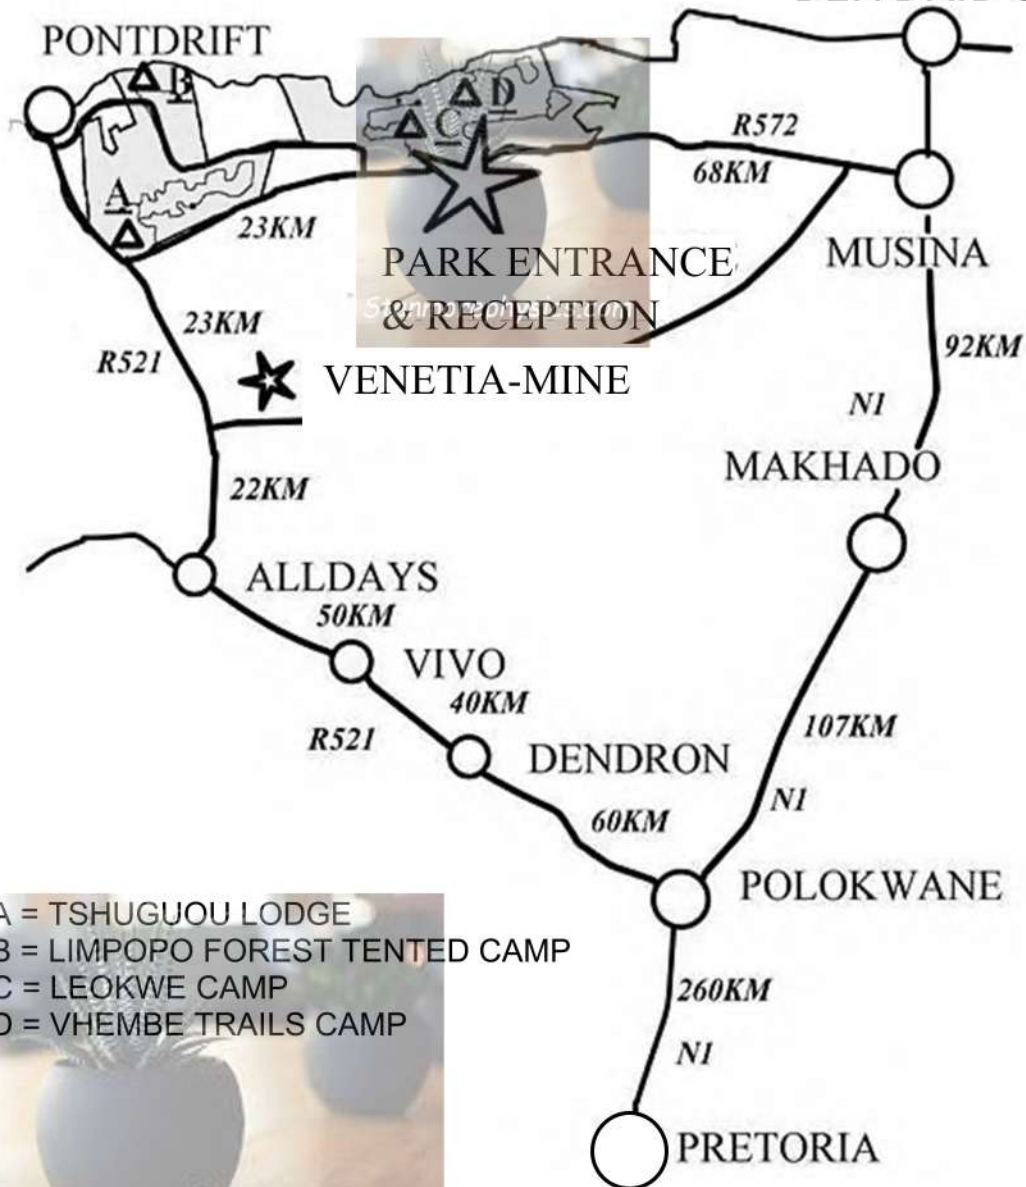 PONTDRIFT
B
D
C
R572
68KM
A
23KM
PARK ENTRANCE
& RECEPTION
Stanmorephysics.com
MUSINA
23KM
R521
92KM
VENETIA-MINE
N1
MAKHADO
22KM
ALLDAYS
50KM
VIVO
40KM
R521
DENDRON
107KM
N1
60KM
POLOKWANE
A = TSHUGUOU LODGE
B = LIMPOPO FOREST TENTED CAMP
C = LEOKWE CAMP
D = VHEMBE TRAILS CAMP
260KM
N1
PRETORIA